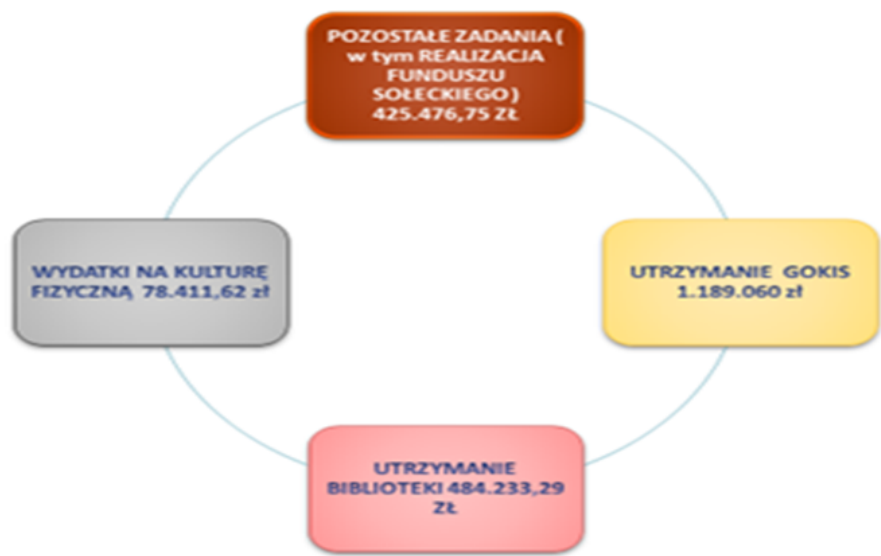 POZOSTAŁE ZADANIA (
w tym REALIZACJA
FUNDUSZU
SOŁECKIEGO )
425.476,75 ZŁ
WYDATKI NA KULTURĘ
FIZYCZNĄ 78.411,62 zł
UTRZYMANIE GOKIS
1.189.060 zł
UTRZYMANIE
BIBLIOTEKI 484.233,29
ZŁ